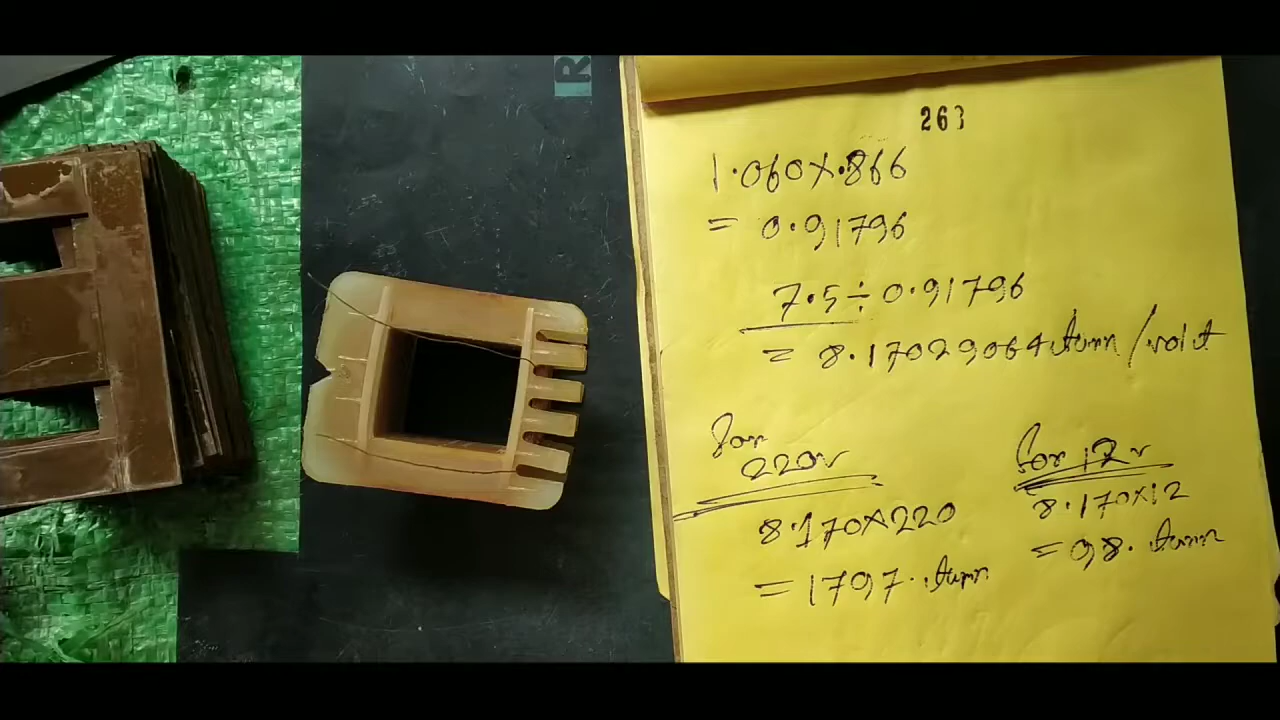 R
263
1.060×.866
= 0.91796
7.5÷0.91796
= 8.17029064 turn/volt
For
220v
8.170×220
= 1797. turn
for 12v
8.170×12
= 98. turn